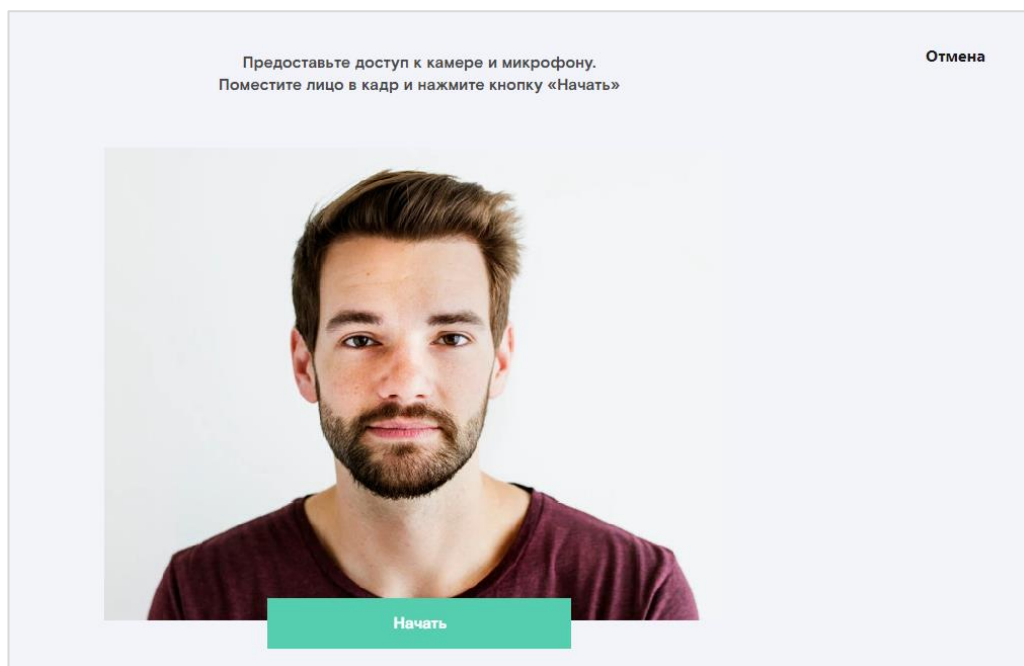 Предоставьте доступ к камере и микрофону.
Поместите лицо в кадр и нажмите кнопку «Начать»
Отмена
Начать